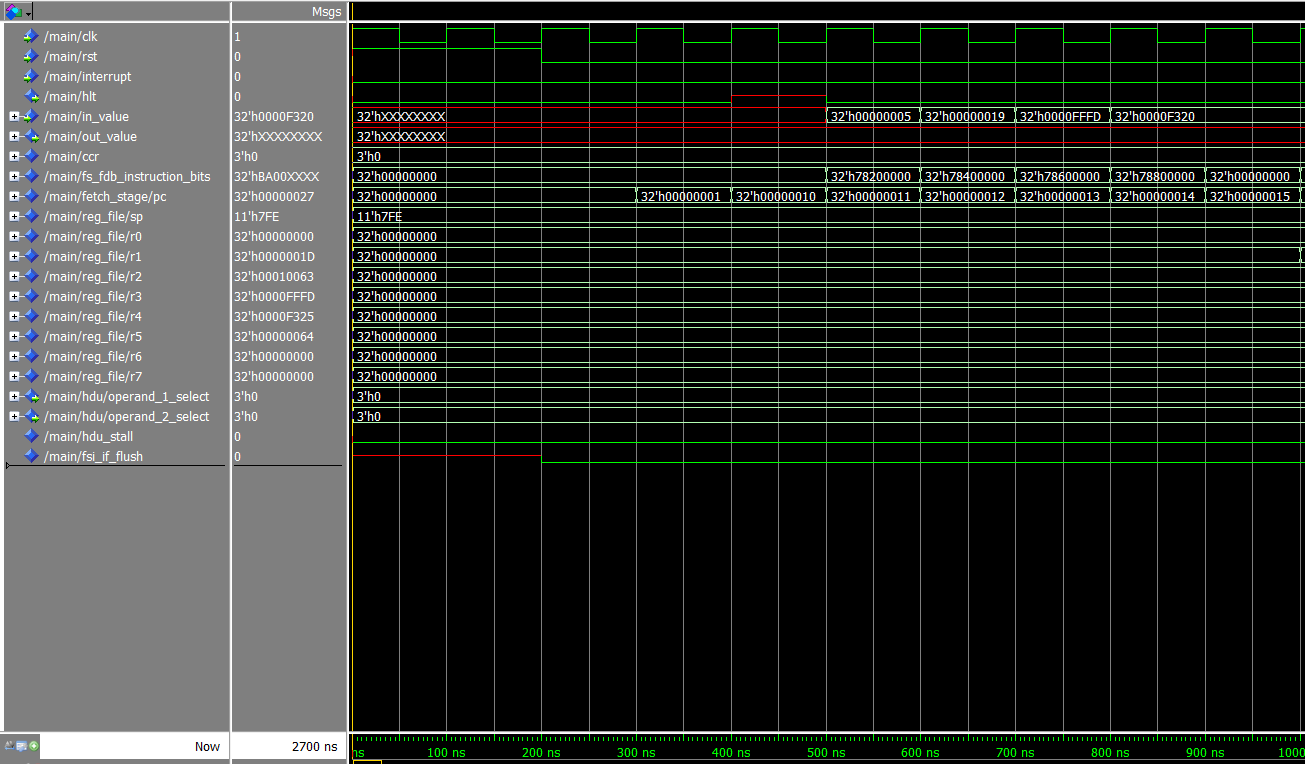 Msgs
/main/clk 1
/main/rst 0
/main/interrupt 0
/main/hlt 0
/main/in_value 32'h0000F320 32'hXXXXXXXX 32'h00000005 32'h00000019 32'h0000FFFD 32'h0000F320
/main/out_value 32'hXXXXXXXX 32'hXXXXXXXX
/main/ccr 3'h0 3'h0
/main/fs_fdb_instruction_bits 32'hBA00XXXX 32'h00000000 32'h78200000 32'h78400000 32'h78600000 32'h78800000 32'h00000000
/main/fetch_stage/pc 32'h00000027 32'h00000000 32'h00000001 32'h00000010 32'h00000011 32'h00000012 32'h00000013 32'h00000014 32'h00000015
/main/reg_file/sp 11'h7FE 11'h7FE
/main/reg_file/r0 32'h00000000 32'h00000000
/main/reg_file/r1 32'h0000001D 32'h00000000
/main/reg_file/r2 32'h00010063 32'h00000000
/main/reg_file/r3 32'h0000FFFD 32'h00000000
/main/reg_file/r4 32'h0000F325 32'h00000000
/main/reg_file/r5 32'h00000064 32'h00000000
/main/reg_file/r6 32'h00000000 32'h00000000
/main/reg_file/r7 32'h00000000 32'h00000000
/main/hdu/operand_1_select 3'h0 3'h0
/main/hdu/operand_2_select 3'h0 3'h0
/main/hdu_stall 0
/main/fsi_if_flush 0
Now 2700 ns ns 100 ns 200 ns 300 ns 400 ns 500 ns 600 ns 700 ns 800 ns 900 ns 1000